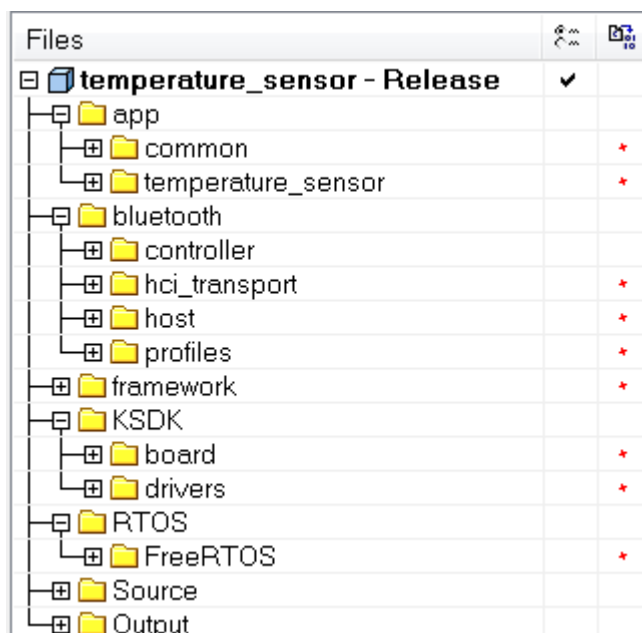 Files
temperature_sensor - Release
app
common
temperature_sensor
bluetooth
controller
hci_transport
host
profiles
framework
KSDK
board
drivers
RTOS
FreeRTOS
Source
Output